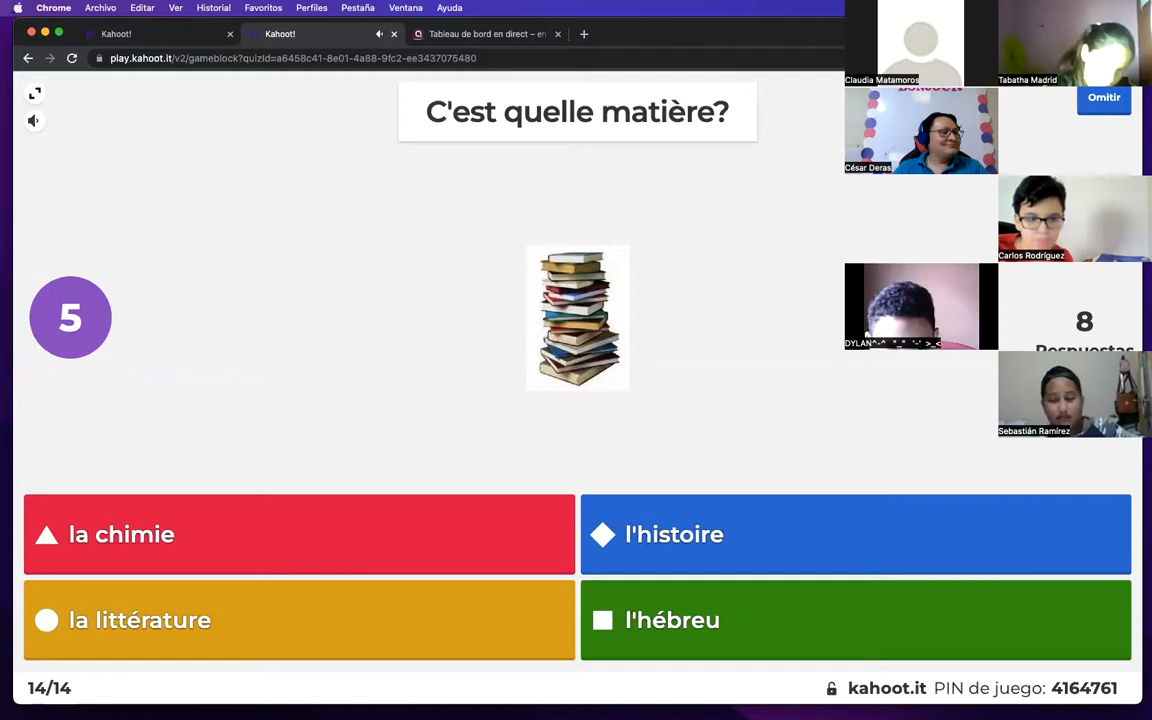 Chrome Archivo Editar Ver Historial Favoritos Perfiles Pestaña Ventana Ayuda
Kahoot! Kahoot! Tableau de bord en direct – en
play.kahoot.it/v2/gameblock?quizId=a6458c41-8e01-4a88-9fc2-ee3437075480
C'est quelle matière?
Claudia Matamoros
Tabatha Madrid
Omitir
BONJOUR
César Deras
Carlos Rodríguez
5
8
Respuestas
DYLAN^-^ "_" '-' >_<
Sebastián Ramírez
la chimie
l'histoire
la littérature
l'hébreu
14/14
kahoot.it PIN de juego: 4164761